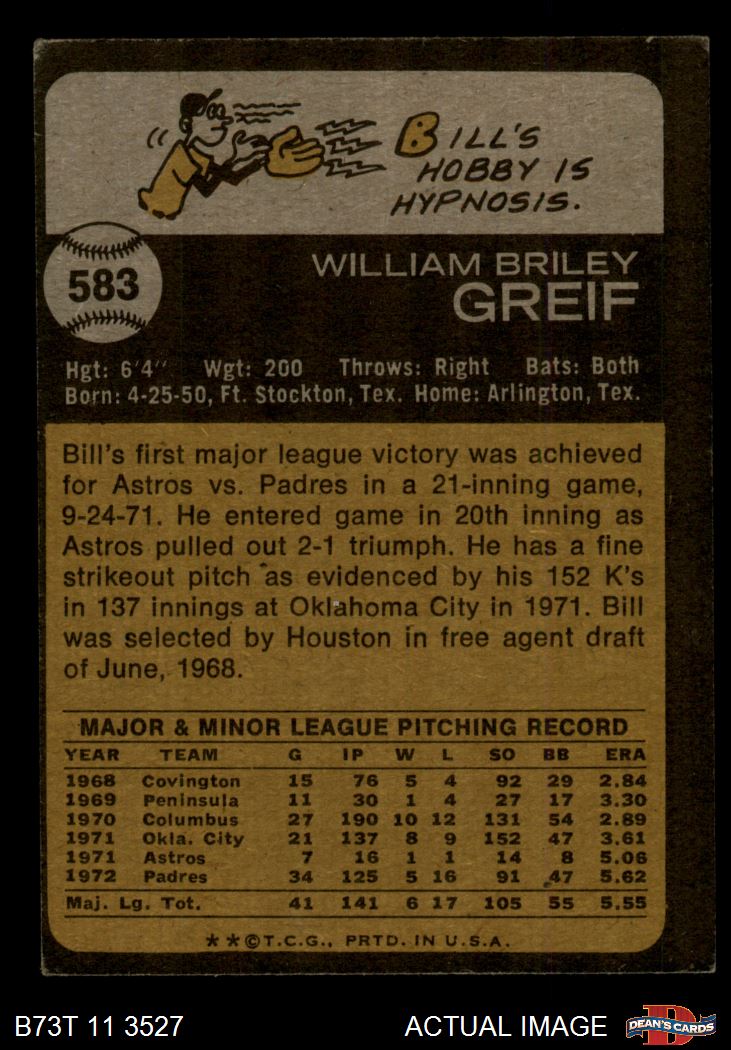 BILL'S
HOBBY IS
HYPNOSIS.
583
WILLIAM BRILEY
GREIF
Hgt: 6'4" Wgt: 200 Throws: Right Bats: Both
Born: 4-25-50, Ft. Stockton, Tex. Home: Arlington, Tex.
Bill's first major league victory was achieved
for Astros vs. Padres in a 21-inning game,
9-24-71. He entered game in 20th inning as
Astros pulled out 2-1 triumph. He has a fine
strikeout pitch as evidenced by his 152 K's
in 137 innings at Oklahoma City in 1971. Bill
was selected by Houston in free agent draft
of June, 1968.
MAJOR & MINOR LEAGUE PITCHING RECORD
YEAR TEAM G IP W L SO BB ERA
1968 Covington 15 76 5 4 92 29 2.84
1969 Peninsula 11 30 1 4 27 17 3.30
1970 Columbus 27 190 10 12 131 54 2.89
1971 Okla. City 21 137 8 9 152 47 3.61
1971 Astros 7 16 1 1 14 8 5.06
1972 Padres 34 125 5 16 91 47 5.62
Maj. Lg. Tot. 41 141 6 17 105 55 5.55
**©T.C.G., PRTD. IN U.S.A.
B73T 11 3527 ACTUAL IMAGE
D
DEAN'S CARDS